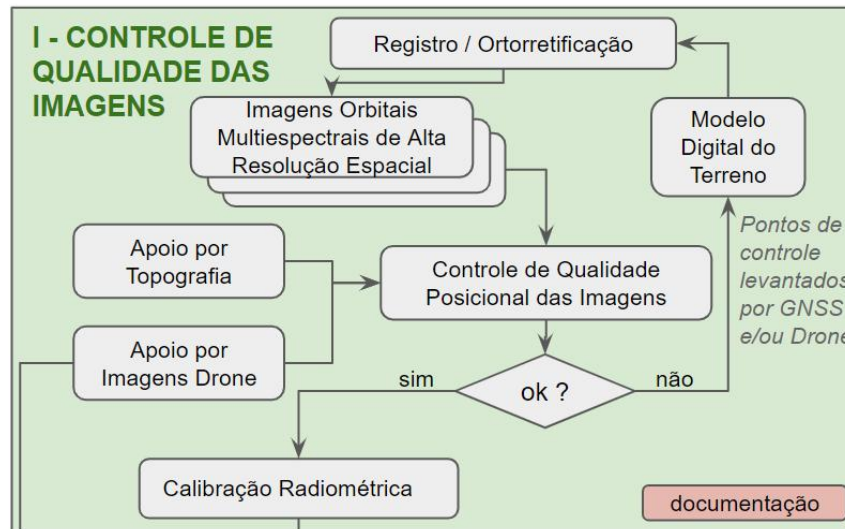 I - CONTROLE DE
QUALIDADE DAS
IMAGENS
Registro / Ortorretificação
Imagens Orbitais
Multiespectrais de Alta
Resolução Espacial
Modelo
Digital do
Terreno
Pontos de
controle
levantados
por GNSS
e/ou Drone
Apoio por
Topografia
Controle de Qualidade
Posicional das Imagens
Apoio por
Imagens Drone
sim
ok ?
não
Calibração Radiométrica
documentação